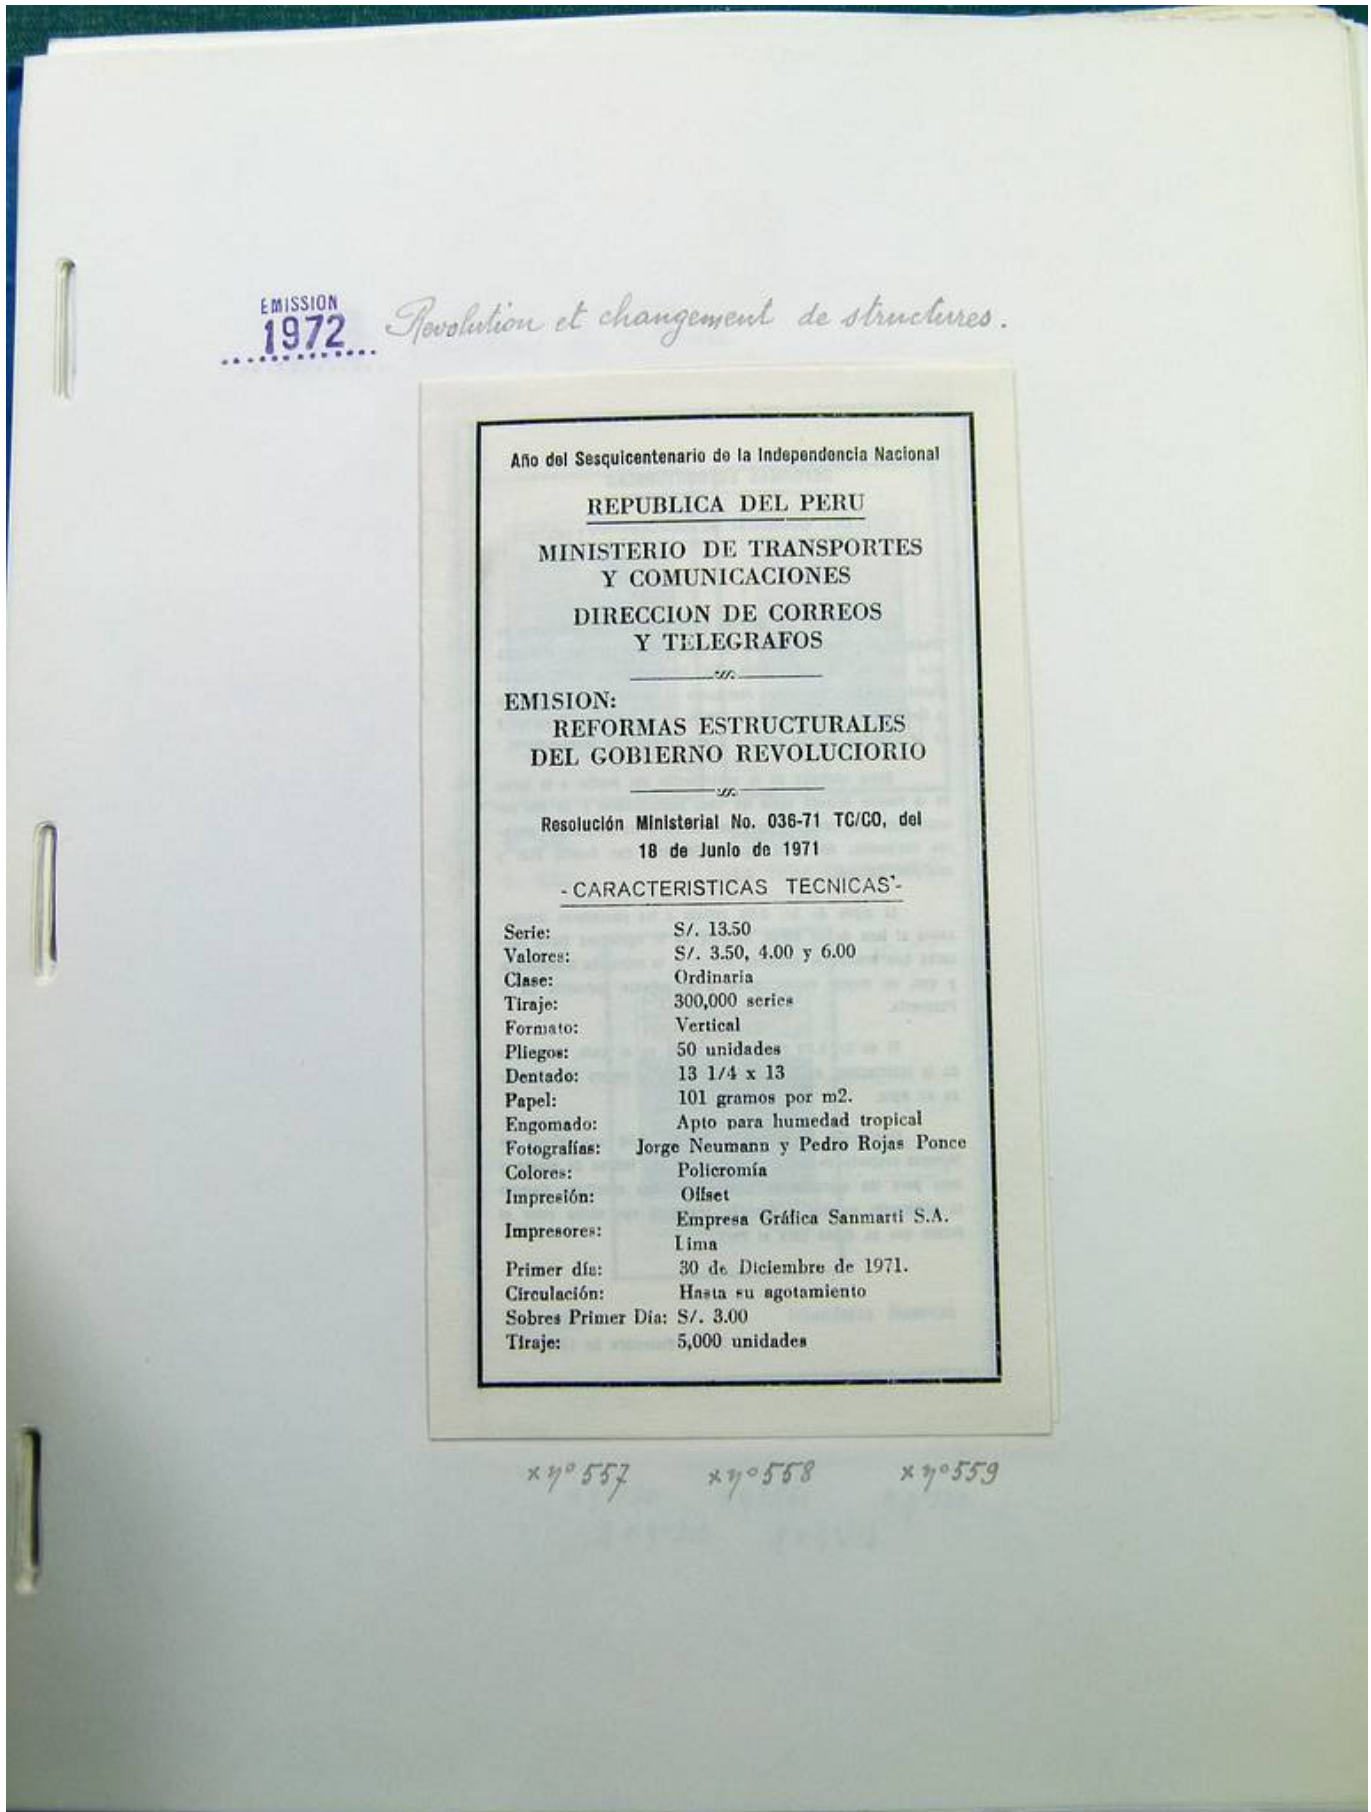 EMISSION
1972 Revolution et changement de structures.
Año del Sesquicentenario de la Independencia Nacional
REPUBLICA DEL PERU
MINISTERIO DE TRANSPORTES
Y COMUNICACIONES
DIRECCION DE CORREOS
Y TELEGRAFOS
EMISION:
REFORMAS ESTRUCTURALES
DEL GOBIERNO REVOLUCIORIO
Resolución Ministerial No. 036-71 TC/CO, del
18 de Junio de 1971
- CARACTERISTICAS TECNICAS -
Serie: S/. 13.50
Valores: S/. 3.50, 4.00 y 6.00
Clase: Ordinaria
Tiraje: 300,000 series
Formato: Vertical
Pliegos: 50 unidades
Dentado: 13 1/4 x 13
Papel: 101 gramos por m2.
Engomado: Apto para humedad tropical
Fotografías: Jorge Neumann y Pedro Rojas Ponce
Colores: Policromía
Impresión: Offset
Impresores: Empresa Gráfica Sanmarti S.A.
Lima
Primer día: 30 de Diciembre de 1971.
Circulación: Hasta su agotamiento
Sobres Primer Día: S/. 3.00
Tiraje: 5,000 unidades
x nº 557 x nº 558 x nº 559